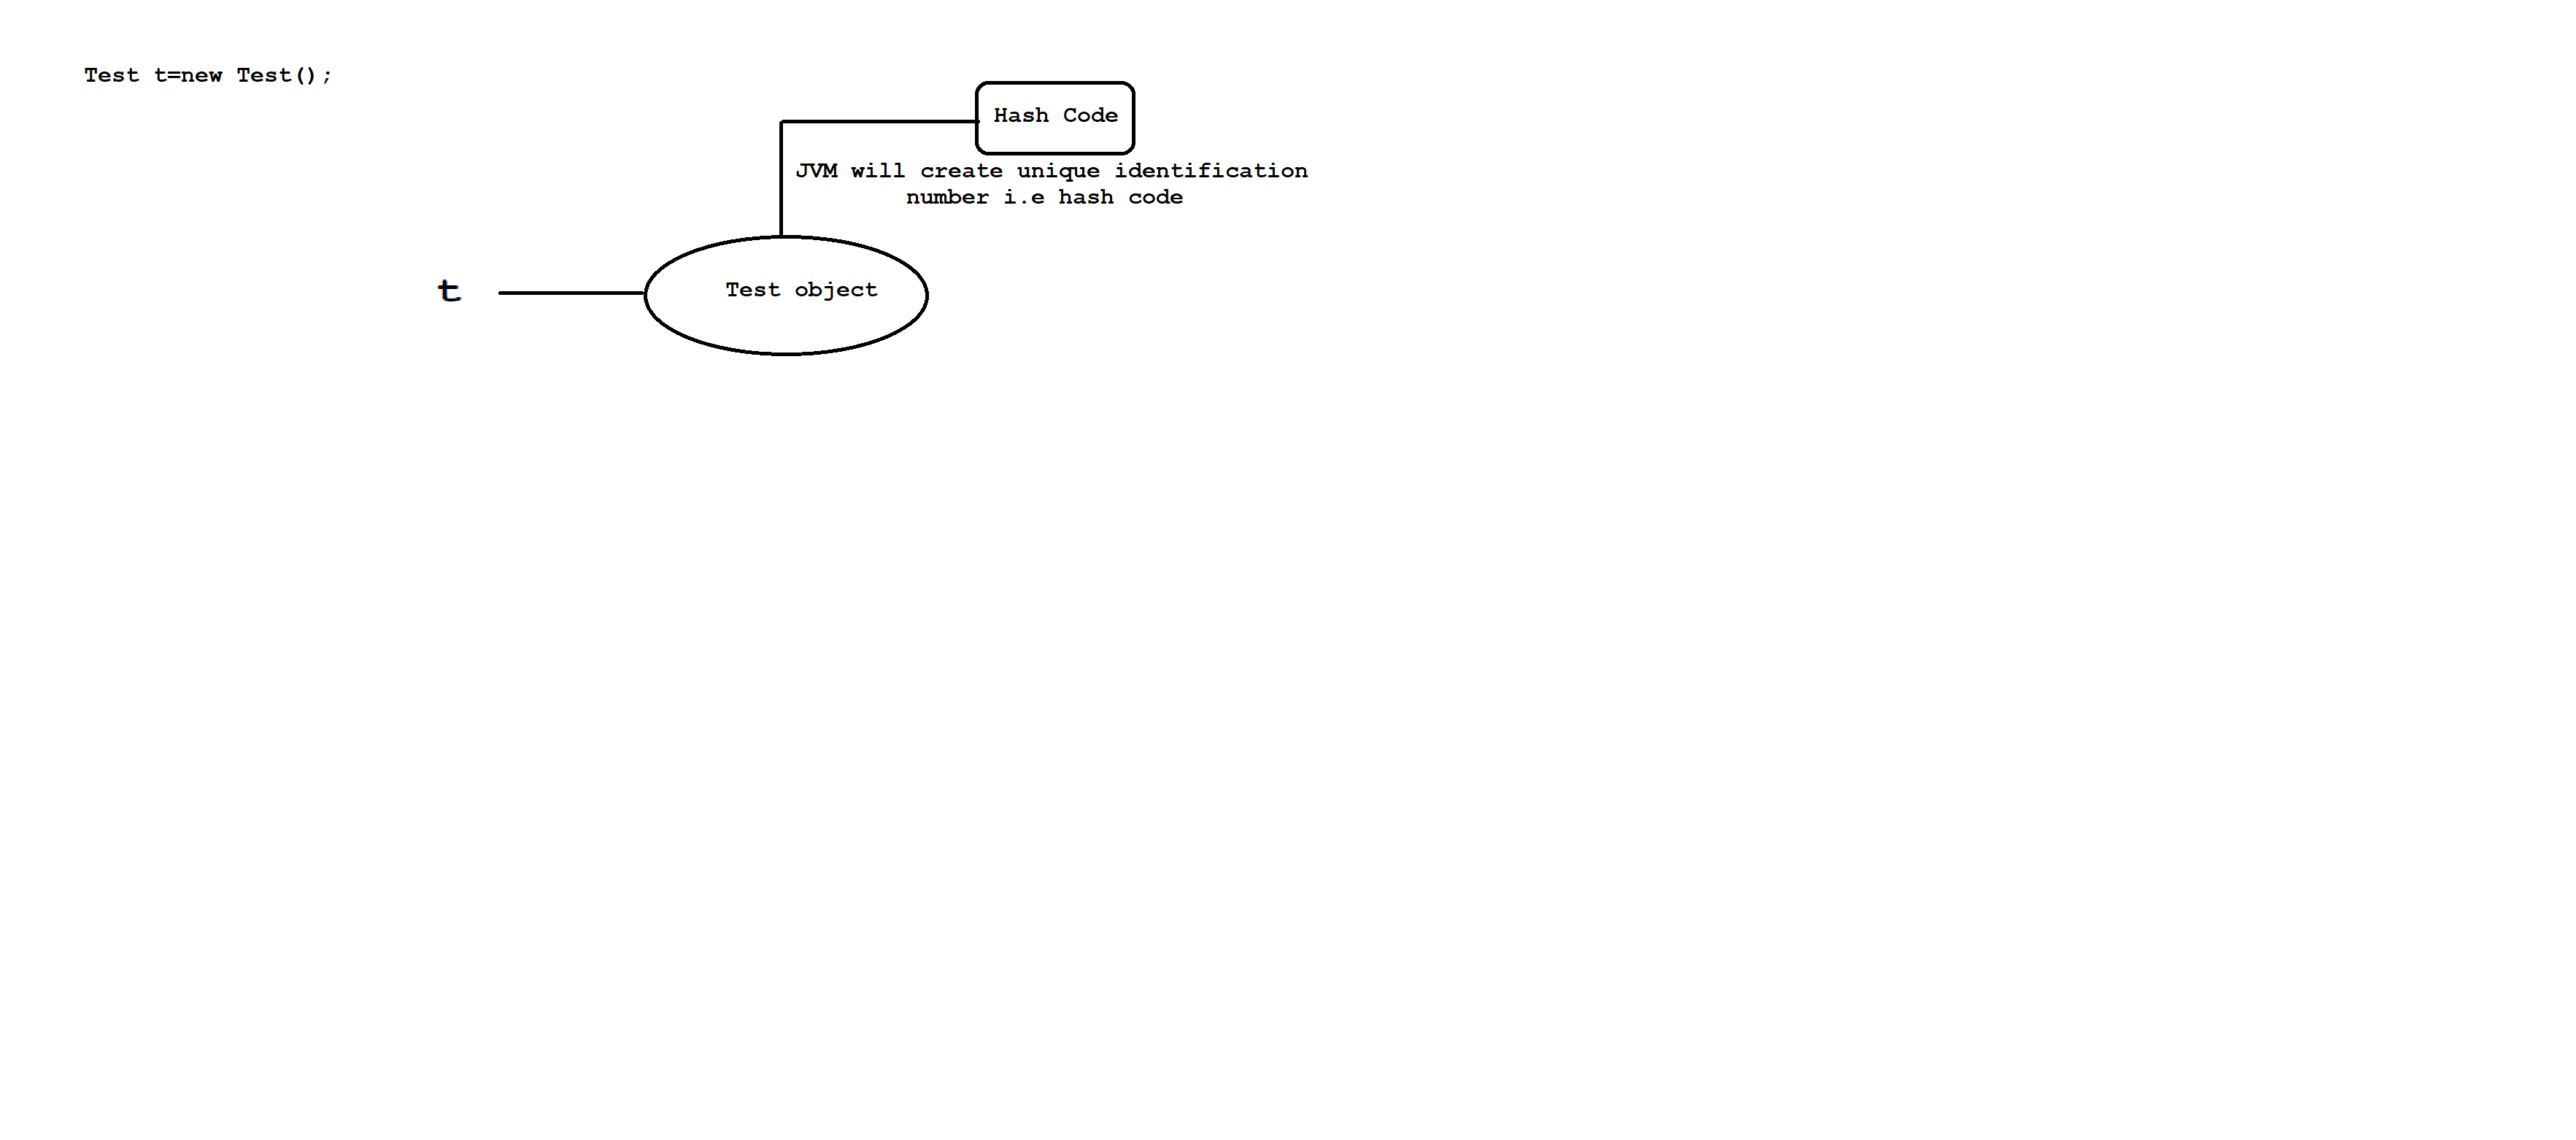 Test t=new Test();
Hash Code
JVM will create unique identification
number i.e hash code
t
Test object